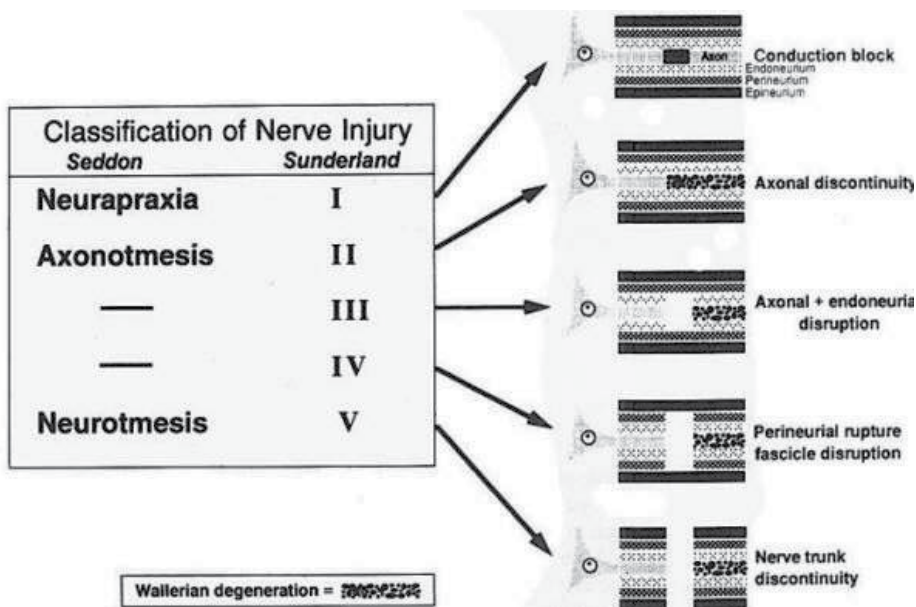 Classification of Nerve Injury
Seddon Sunderland
Neurapraxia I
Axonotmesis II
— III
— IV
Neurotmesis V
Wallerian degeneration =
Axon
Conduction block
Endoneurium
Perineurium
Epineurium
Axonal discontinuity
Axonal + endoneuria
disruption
Perineurial rupture
fascicle disruption
Nerve trunk
discontinuity